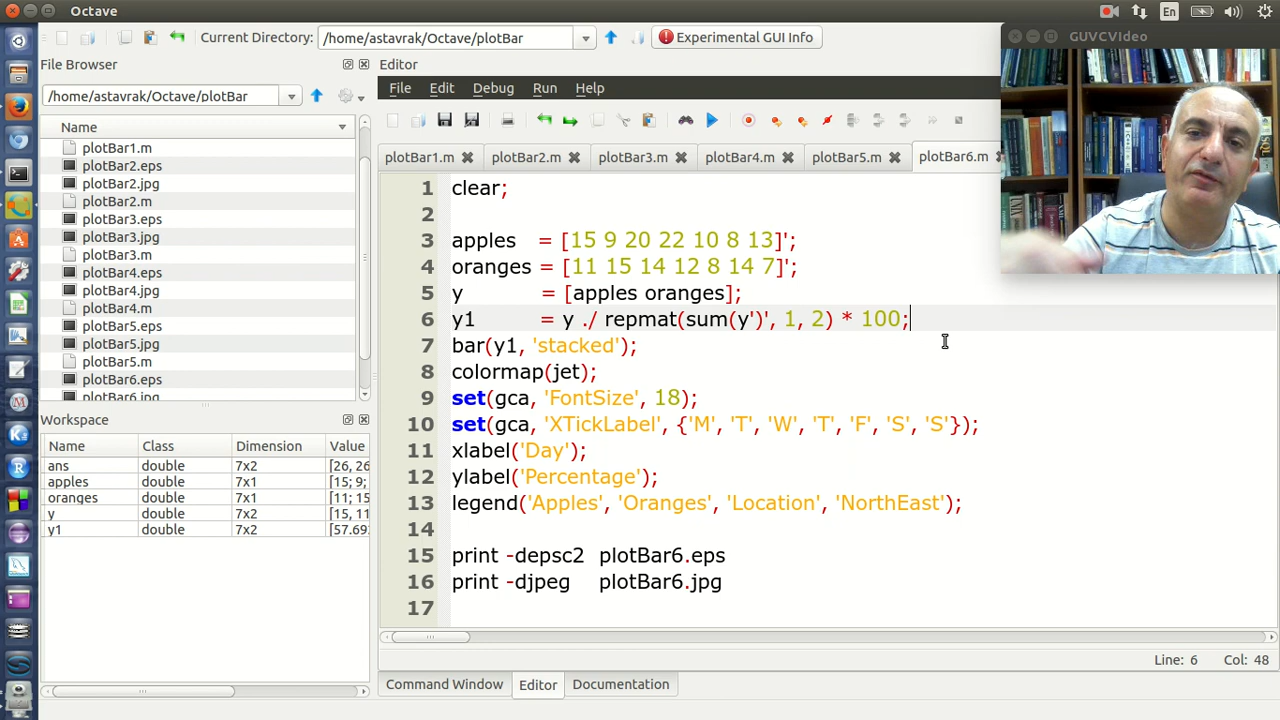 Octave
En
Current Directory: /home/astavrak/Octave/plotBar
Experimental GUI Info
GUVCVIdeo
File Browser
/home/astavrak/Octave/plotBar
Name
plotBar1.m
plotBar2.eps
plotBar2.jpg
plotBar2.m
plotBar3.eps
plotBar3.jpg
plotBar3.m
plotBar4.eps
plotBar4.jpg
plotBar4.m
plotBar5.eps
plotBar5.jpg
plotBar5.m
plotBar6.eps
plotBar6.jpg
Workspace
Name Class Dimension Value
ans double 7x2 [26, 26
apples double 7x1 [15; 9;
oranges double 7x1 [11; 15
y double 7x2 [15, 11
y1 double 7x2 [57.692
Editor
File Edit Debug Run Help
plotBar1.m plotBar2.m plotBar3.m plotBar4.m plotBar5.m plotBar6.m
1 clear;
2
3 apples = [15 9 20 22 10 8 13]';
4 oranges = [11 15 14 12 8 14 7]';
5 y = [apples oranges];
6 y1 = y ./ repmat(sum(y')', 1, 2) * 100;
7 bar(y1, 'stacked');
8 colormap(jet);
9 set(gca, 'FontSize', 18);
10 set(gca, 'XTickLabel', {'M', 'T', 'W', 'T', 'F', 'S', 'S'});
11 xlabel('Day');
12 ylabel('Percentage');
13 legend('Apples', 'Oranges', 'Location', 'NorthEast');
14
15 print -depsc2 plotBar6.eps
16 print -djpeg plotBar6.jpg
17
Line: 6 Col: 48
Command Window Editor Documentation